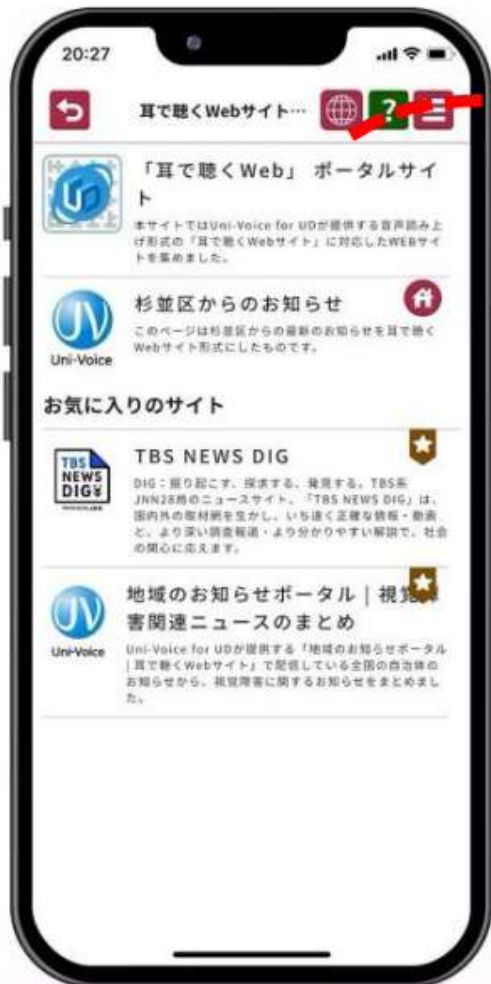 20:27
耳で聴くWebサイト…
?
「耳で聴くWeb」 ポータルサイ
ト
本サイトではUni-Voice for UDが提供する音声読み上
げ形式の「耳で聴くWebサイト」に対応したWEBサイ
トを集めました。
杉並区からのお知らせ
このページは杉並区からの最新のお知らせを耳で聴く
Webサイト形式にしたものです。
Uni-Voice
お気に入りのサイト
TBS
NEWS
DIG
TBS NEWS DIG
DIG:掘り起こす、探求する、発見する。TBS系
JNN28局のニュースサイト、「TBS NEWS DIG」は、
国内外の取材網を生かし、いち速く正確な情報・動画
と、より深い調査報道・より分かりやすい解説で、社会
の関心に応えます。
地域のお知らせポータル | 視覚
害関連ニュースのまとめ
Uni-Voice
Uni-Voice for UDが提供する「地域のお知らせポータル
|耳で聴くWebサイト」で配信している全国の自治体の
お知らせから、視覚障害に関するお知らせをまとめまし
た。